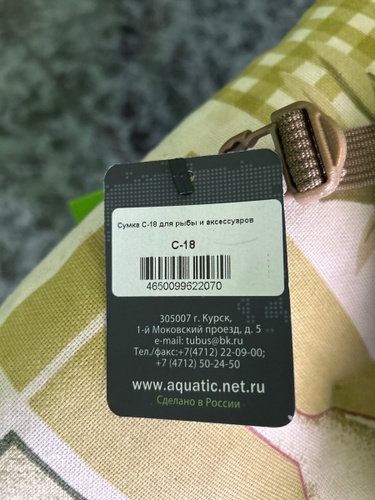 Сумка С-18 для рыбы и аксессуаров
С-18
4650099622070
305007 г. Курск,
1-й Моковский проезд, д. 5
e-mail: tubus@bk.ru
Тел./факс:+7(4712) 22-09-00;
+7 (4712) 50-24-50
www.aquatic.net.ru
Сделано в России